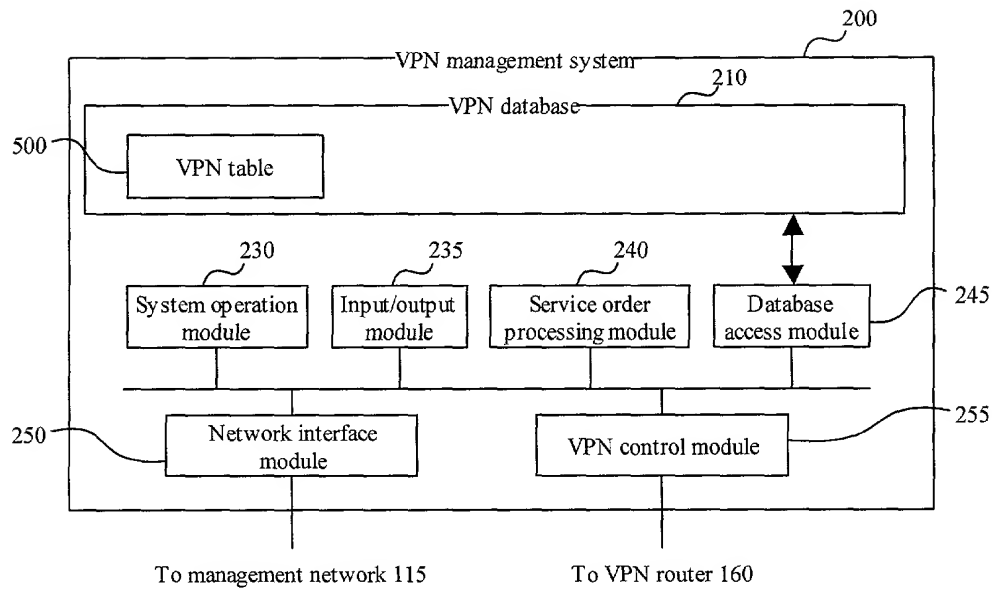 200
VPN management system
210
VPN database
500
VPN table
230
235
240
System operation
module
Input/output
module
Service order
processing module
Database
access module
245
250
Network interface
module
VPN control module
255
To management network 115
To VPN router 160